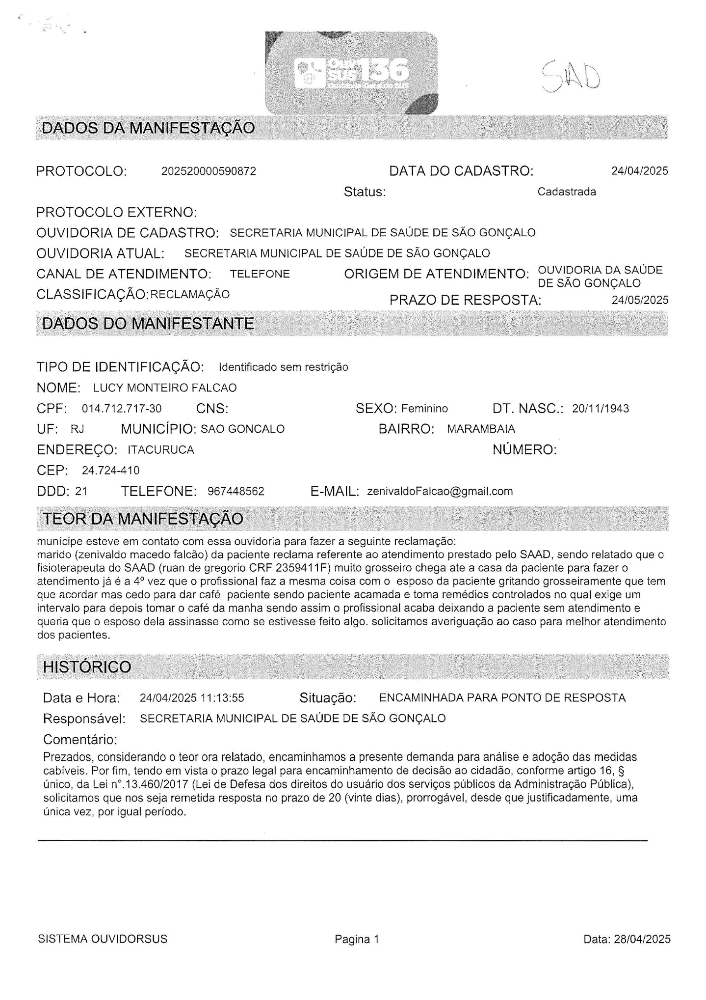 Ouv
SUS 136
Ouvidoria-Geral do SUS
SAD
DADOS DA MANIFESTAÇÃO
PROTOCOLO: 202520000590872 DATA DO CADASTRO: 24/04/2025
Status: Cadastrada
PROTOCOLO EXTERNO:
OUVIDORIA DE CADASTRO: SECRETARIA MUNICIPAL DE SAÚDE DE SÃO GONÇALO
OUVIDORIA ATUAL: SECRETARIA MUNICIPAL DE SAÚDE DE SÃO GONÇALO
CANAL DE ATENDIMENTO: TELEFONE ORIGEM DE ATENDIMENTO: OUVIDORIA DA SAÚDE
DE SÃO GONÇALO
CLASSIFICAÇÃO: RECLAMAÇÃO
PRAZO DE RESPOSTA: 24/05/2025
DADOS DO MANIFESTANTE
TIPO DE IDENTIFICAÇÃO: Identificado sem restrição
NOME: LUCY MONTEIRO FALCAO
CPF: 014.712.717-30 CNS: SEXO: Feminino DT. NASC.: 20/11/1943
UF: RJ MUNICÍPIO: SAO GONCALO BAIRRO: MARAMBAIA
ENDEREÇO: ITACURUCA NÚMERO:
CEP: 24.724-410
DDD: 21 TELEFONE: 967448562 E-MAIL: zenivaldoFalcao@gmail.com
TEOR DA MANIFESTAÇÃO
munícipe esteve em contato com essa ouvidoria para fazer a seguinte reclamação:
marido (zenivaldo macedo falcão) da paciente reclama referente ao atendimento prestado pelo SAAD, sendo relatado que o
fisioterapeuta do SAAD (ruan de gregorio CRF 2359411F) muito grosseiro chega ate a casa da paciente para fazer o
atendimento já é a 4º vez que o profissional faz a mesma coisa com o esposo da paciente gritando grosseiramente que tem
que acordar mas cedo para dar café paciente sendo paciente acamada e toma remédios controlados no qual exige um
intervalo para depois tomar o café da manha sendo assim o profissional acaba deixando a paciente sem atendimento e
queria que o esposo dela assinasse como se estivesse feito algo. solicitamos averiguação ao caso para melhor atendimento
dos pacientes.
HISTÓRICO
Data e Hora: 24/04/2025 11:13:55 Situação: ENCAMINHADA PARA PONTO DE RESPOSTA
Responsável: SECRETARIA MUNICIPAL DE SAÚDE DE SÃO GONÇALO
Comentário:
Prezados, considerando o teor ora relatado, encaminhamos a presente demanda para análise e adoção das medidas
cabíveis. Por fim, tendo em vista o prazo legal para encaminhamento de decisão ao cidadão, conforme artigo 16, §
único, da Lei n°.13.460/2017 (Lei de Defesa dos direitos do usuário dos serviços públicos da Administração Pública),
solicitamos que nos seja remetida resposta no prazo de 20 (vinte dias), prorrogável, desde que justificadamente, uma
única vez, por igual período.
SISTEMA OUVIDORSUS Pagina 1 Data: 28/04/2025